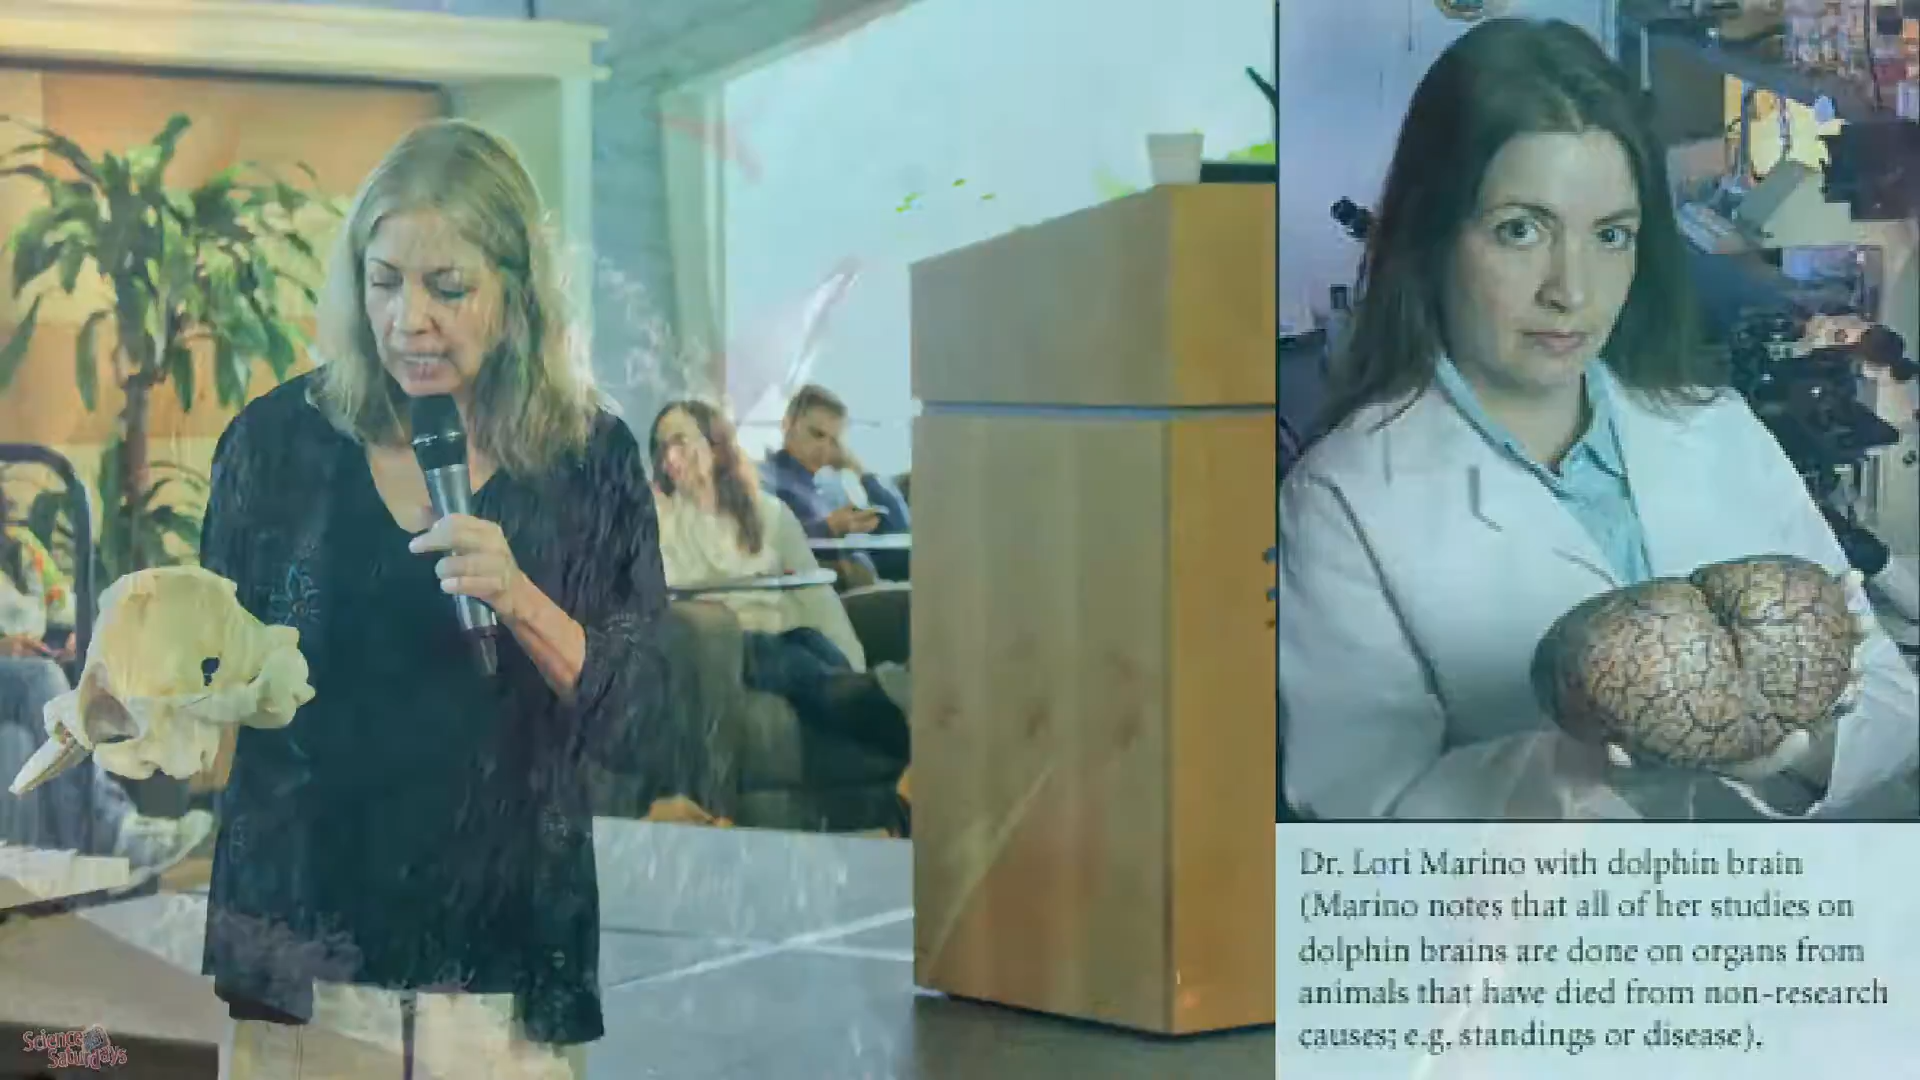 Dr. Lori Marino with dolphin brain
(Marino notes that all of her studies on
dolphin brains are done on organs from
animals that have died from non-research
causes; e.g. standings or disease).
Science
Saturdays